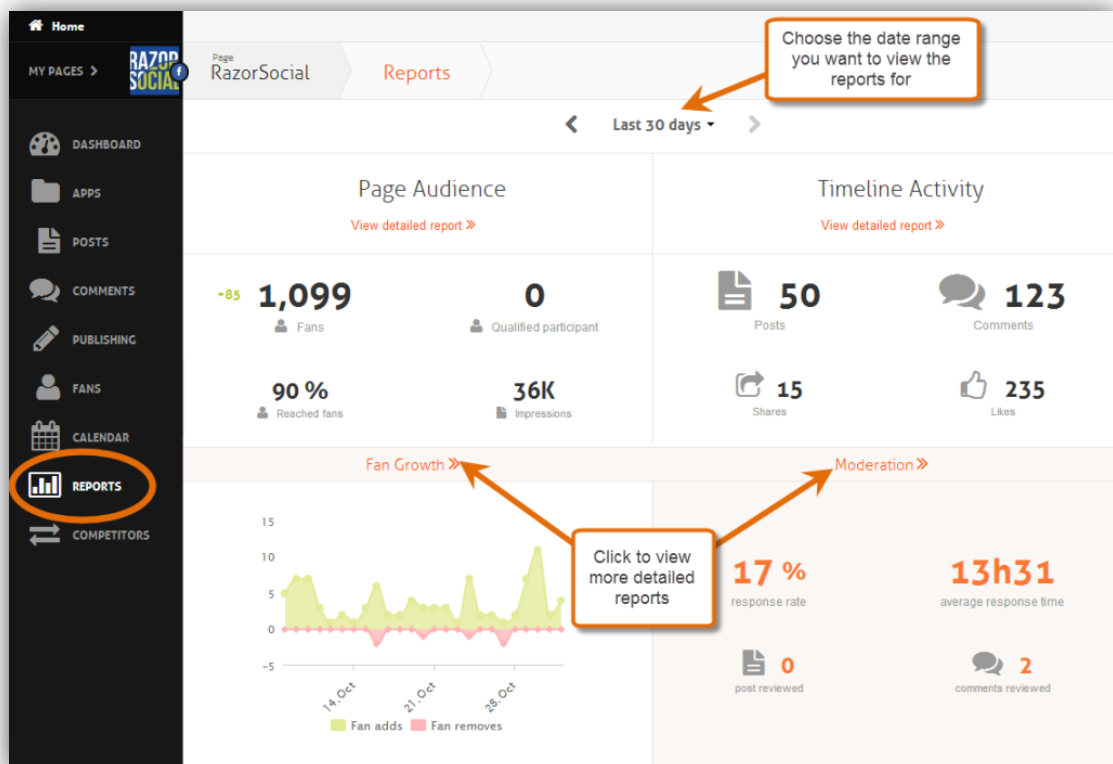 Home
MY PAGES >
RAZOR
SOCIAL
f
Page
RazorSocial
Reports
Choose the date range
you want to view the
reports for
Last 30 days
DASHBOARD
APPS
POSTS
COMMENTS
PUBLISHING
FANS
CALENDAR
REPORTS
COMPETITORS
Page Audience
View detailed report »
+85 1,099
Fans
0
Qualified participant
90 %
Reached fans
36K
Impressions
Timeline Activity
View detailed report »
50
Posts
123
Comments
15
Shares
235
Likes
Fan Growth »
Moderation »
Click to view
more detailed
reports
15
10
5
0
-5
14. Oct
21. Oct
28. Oct
Fan adds Fan removes
17 %
response rate
13h31
average response time
0
post reviewed
2
comments reviewed